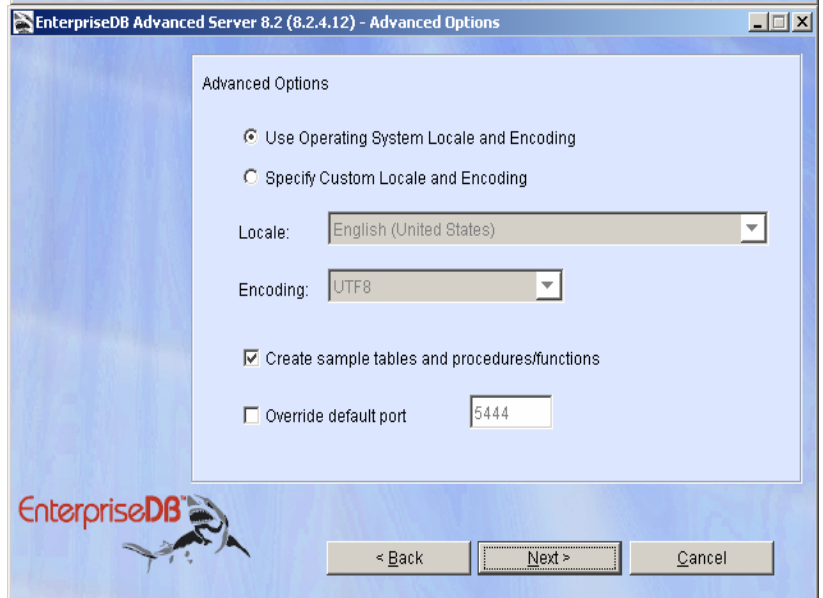 EnterpriseDB Advanced Server 8.2 (8.2.4.12) - Advanced Options
Advanced Options
Use Operating System Locale and Encoding
Specify Custom Locale and Encoding
Locale: English (United States)
Encoding: UTF8
Create sample tables and procedures/functions
Override default port 5444
EnterpriseDB™
< Back Next > Cancel